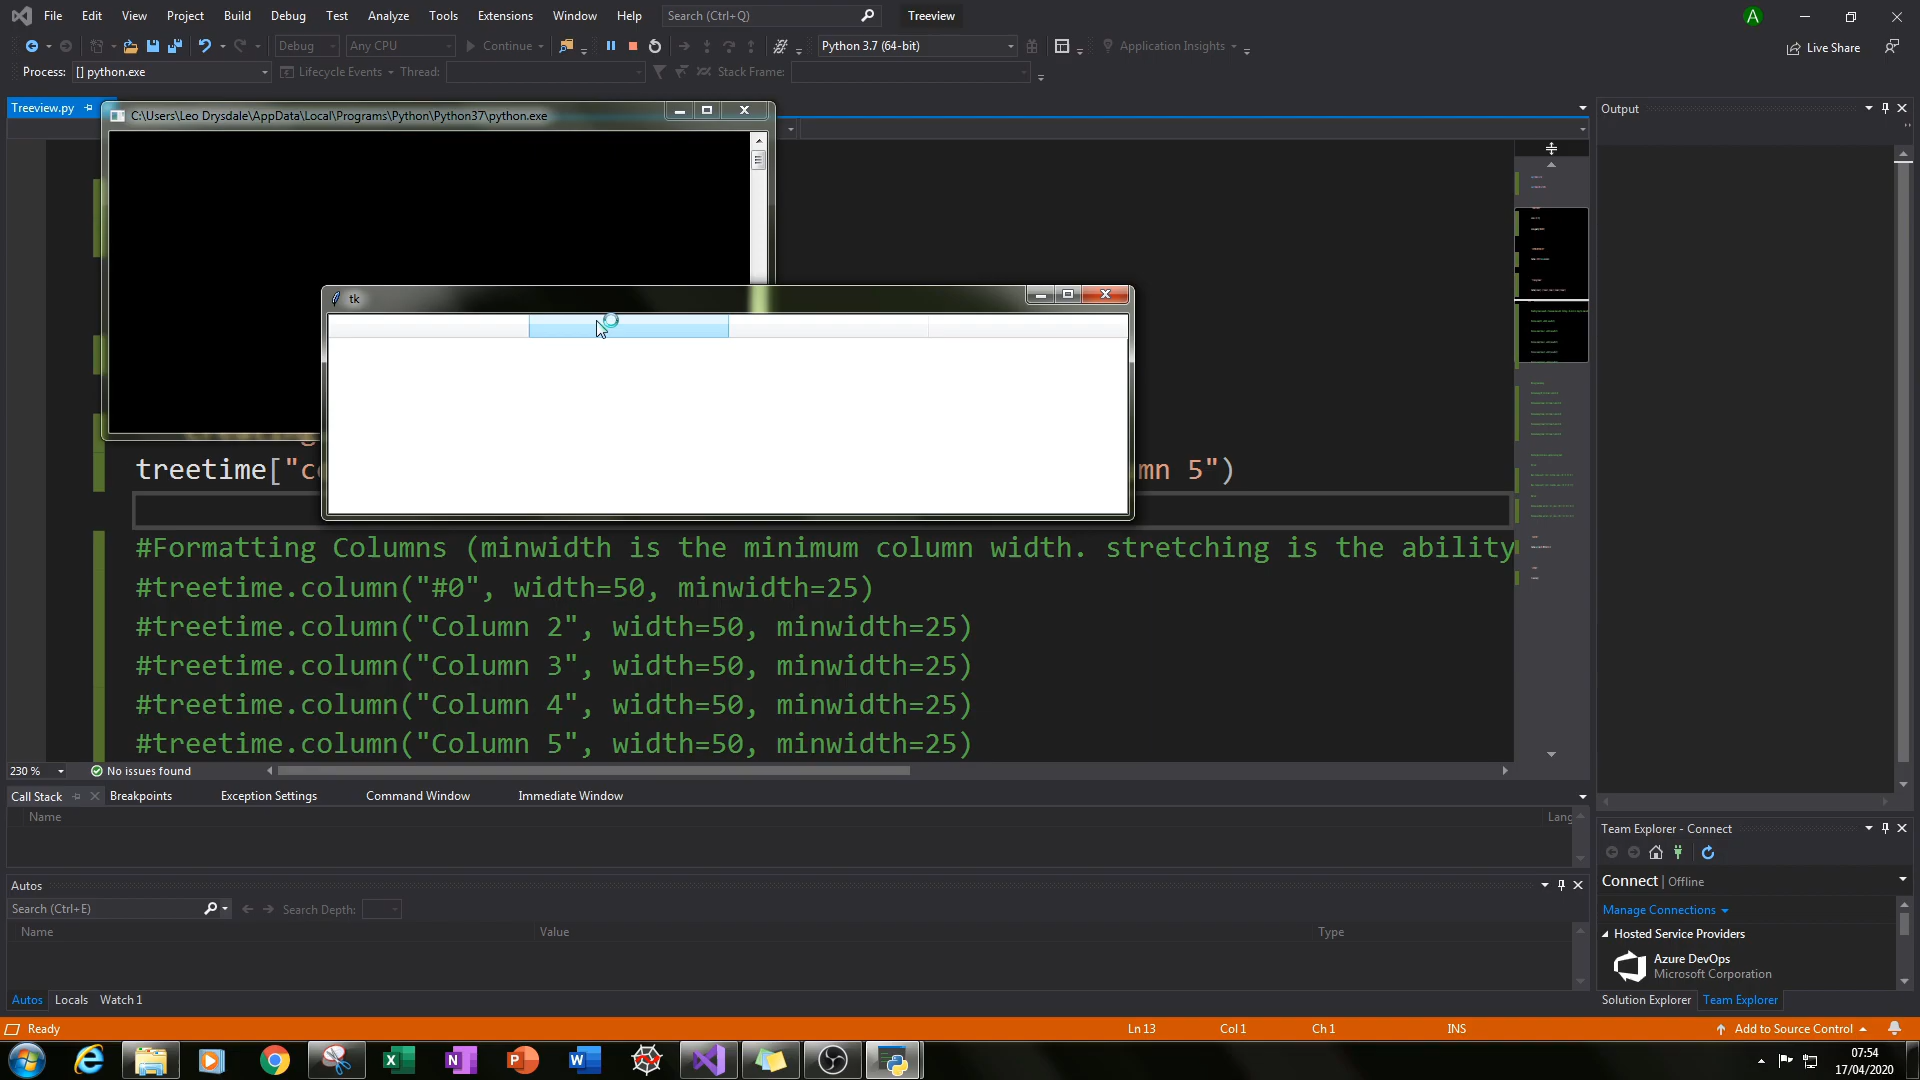 File Edit View Project Build Debug Test Analyze Tools Extensions Window Help Search (Ctrl+Q) Treeview A
Debug Any CPU Continue Python 3.7 (64-bit) Application Insights Live Share
Process: [] python.exe Lifecycle Events Thread: Stack Frame:
Treeview.py
C:\Users\Leo Drysdale\AppData\Local\Programs\Python\Python37\python.exe
Output
tk
treetime["c mn 5")
#Formatting Columns (minwidth is the minimum column width. stretching is the ability
#treetime.column("#0", width=50, minwidth=25)
#treetime.column("Column 2", width=50, minwidth=25)
#treetime.column("Column 3", width=50, minwidth=25)
#treetime.column("Column 4", width=50, minwidth=25)
#treetime.column("Column 5", width=50, minwidth=25)
230 % No issues found
Call Stack Breakpoints Exception Settings Command Window Immediate Window
Name Lang
Autos
Search (Ctrl+E) Search Depth:
Name Value Type
Autos Locals Watch 1
Team Explorer - Connect
Connect | Offline
Manage Connections
Hosted Service Providers
Azure DevOps
Microsoft Corporation
Solution Explorer Team Explorer
Ready Ln 13 Col 1 Ch 1 INS Add to Source Control
07:54
17/04/2020